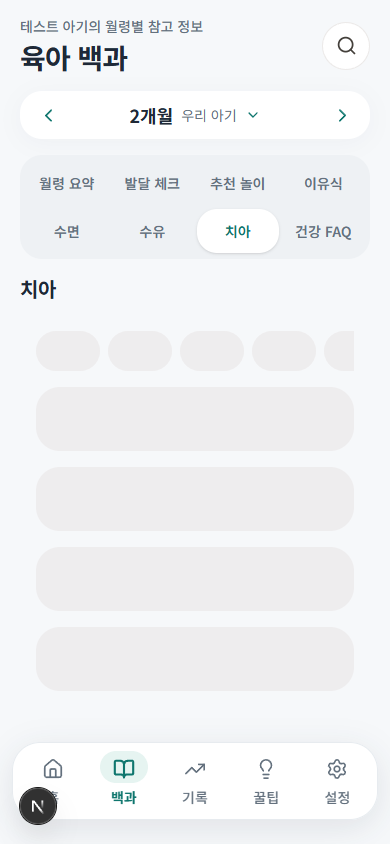 테스트 아기의 월령별 참고 정보
육아 백과
2개월 우리 아기
월령 요약 발달 체크 추천 놀이 이유식
수면 수유 치아 건강 FAQ
치아
백과 기록 꿀팁 설정
N